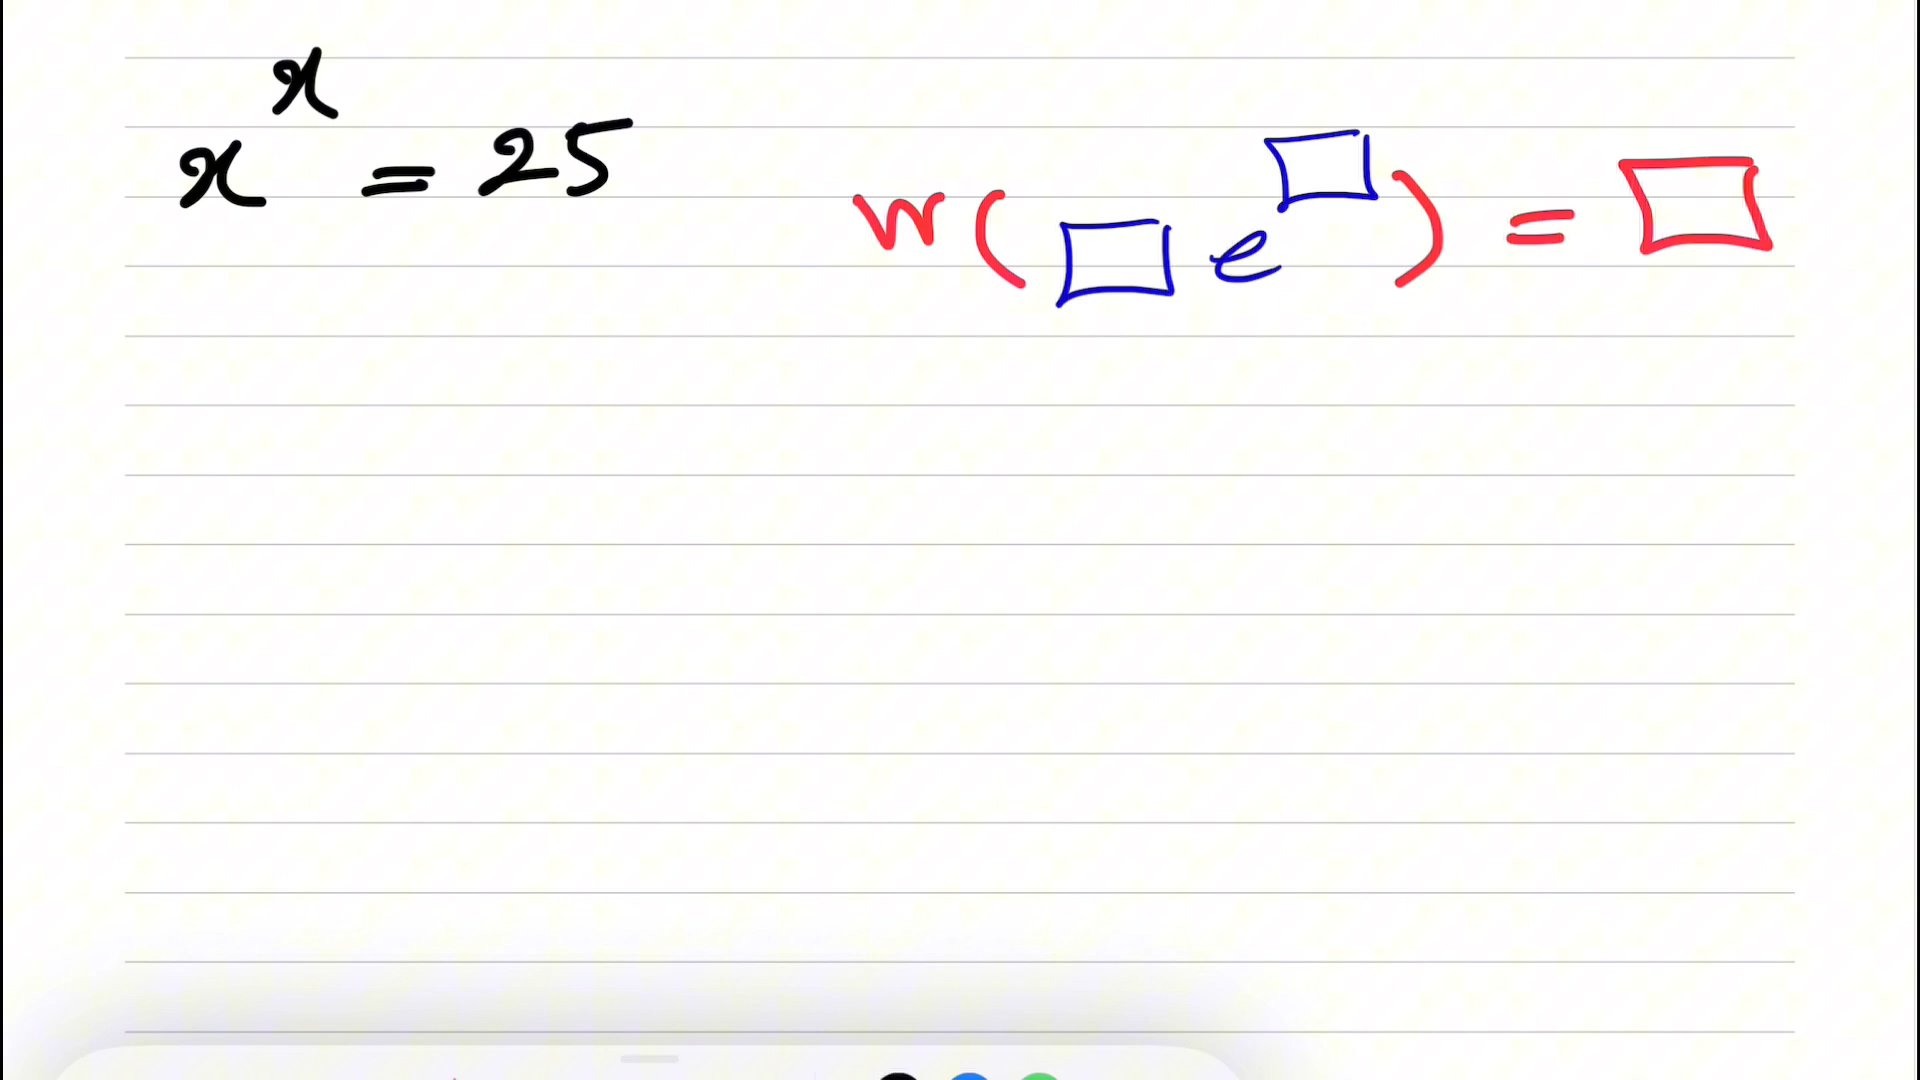 x^x = 25
W(□e^□) = □